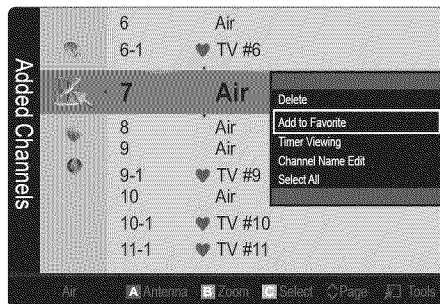 Added Channels
6 Air
6-1 ♥ TV #6
7 Air
8 Air
9 Air
9-1 ♥ TV #9
10 Air
10-1 ♥ TV #10
11-1 ♥ TV #11
Delete
Add to Favorite
Timer Viewing
Channel Name Edit
Select All
Air A Antenna B Zoom C Select Page Tools